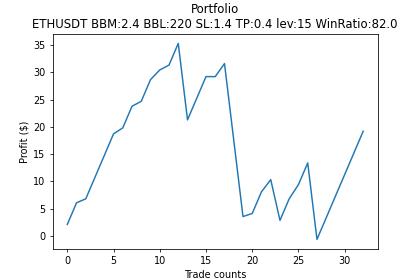 Portfolio
ETHUSDT BBM:2.4 BBL:220 SL:1.4 TP:0.4 lev:15 WinRatio:82.0
35
30
25
20
15
10
5
0
Profit ($)
0 5 10 15 20 25 30
Trade counts